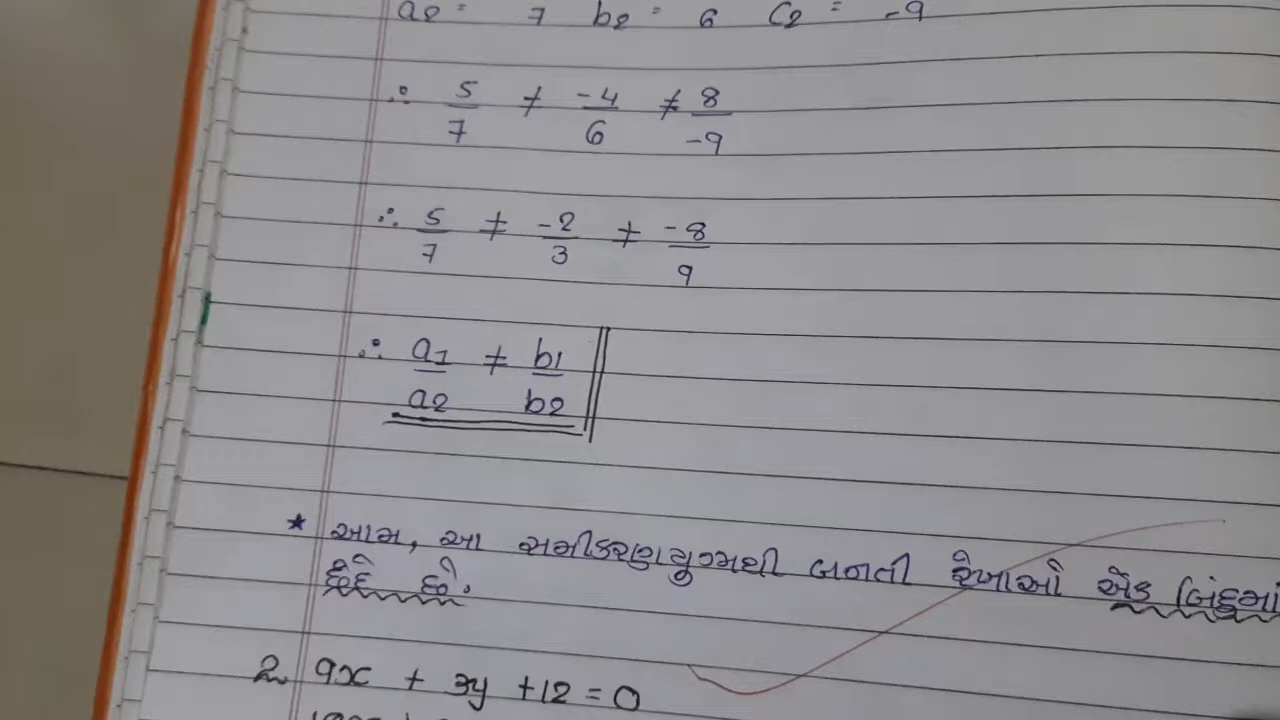 a2 = 7 b2 = 6 c2 = -9
∴ 5/7 ≠ -4/6 ≠ 8/-9
∴ 5/7 ≠ -2/3 ≠ -8/9
∴ a1/a2 ≠ b1/b2
* આમ, આ સમીકરણયુગ્મથી બનતી રેખાઓ એક બિંદુમાં
છેદે છે.
2. 9x + 3y + 12 = 0